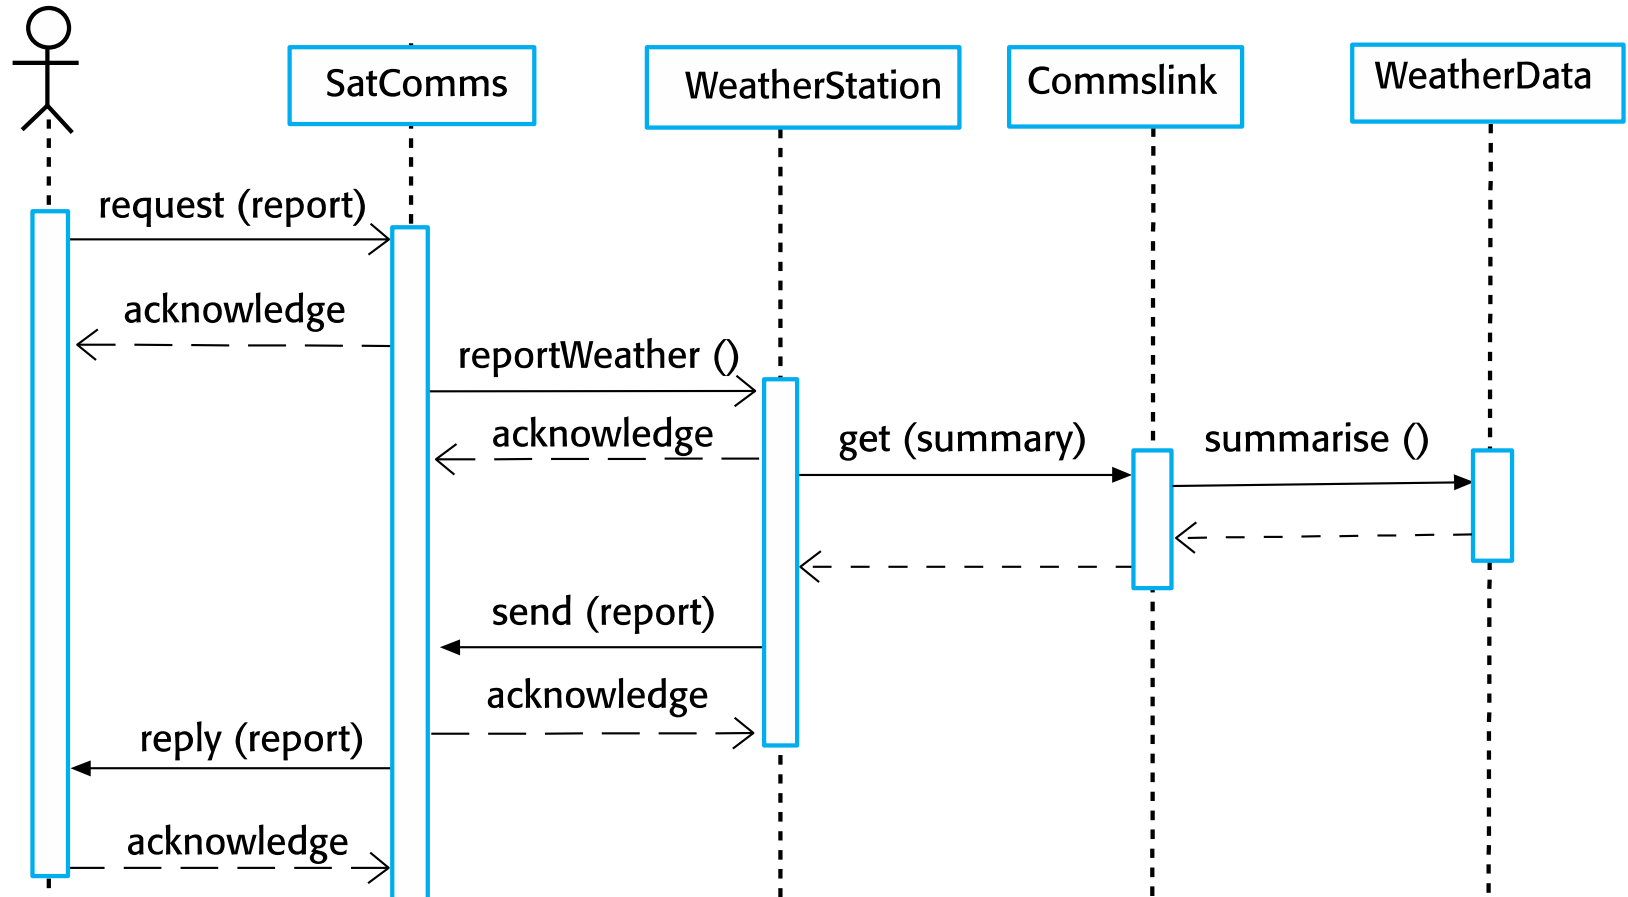 SatComms
WeatherStation
Commslink
WeatherData
request (report)
acknowledge
reportWeather ()
acknowledge
get (summary)
summarise ()
send (report)
acknowledge
reply (report)
acknowledge